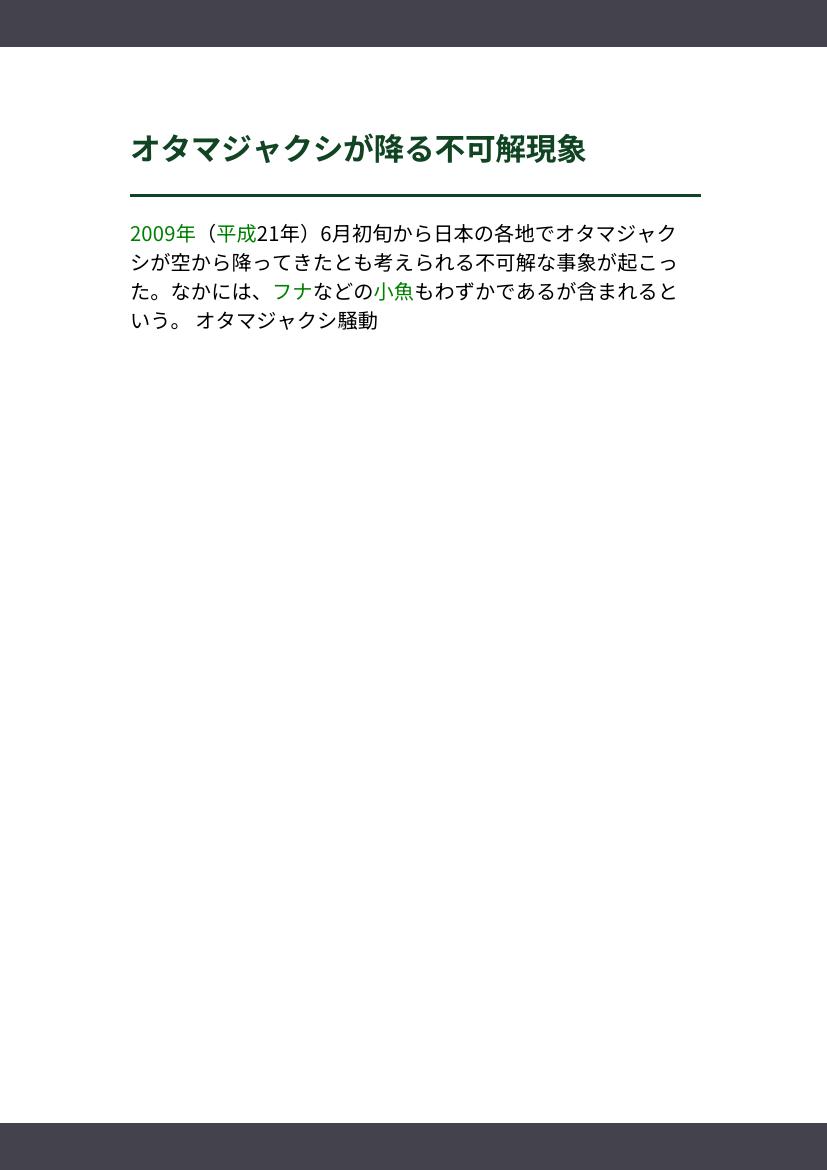 オタマジャクシが降る不可解現象
2009年（平成21年）6月初旬から日本の各地でオタマジャク
シが空から降ってきたとも考えられる不可解な事象が起こっ
た。なかには、フナなどの小魚もわずかであるが含まれると
いう。 オタマジャクシ騒動